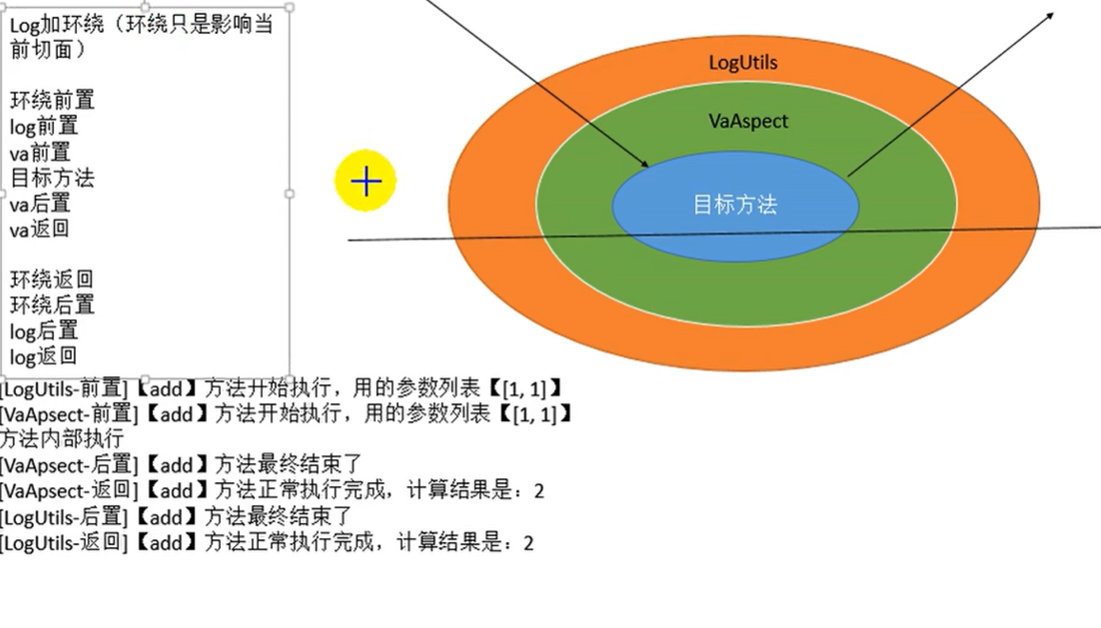 Log加环绕（环绕只是影响当
前切面）
环绕前置
log前置
va前置
目标方法
va后置
va返回
环绕返回
环绕后置
log后置
log返回
LogUtils
VaAspect
目标方法
[LogUtils-前置]【add】方法开始执行，用的参数列表【[1, 1]】
[VaApsect-前置]【add】方法开始执行，用的参数列表【[1, 1]】
方法内部执行
[VaApsect-后置]【add】方法最终结束了
[VaApsect-返回]【add】方法正常执行完成，计算结果是：2
[LogUtils-后置]【add】方法最终结束了
[LogUtils-返回]【add】方法正常执行完成，计算结果是：2